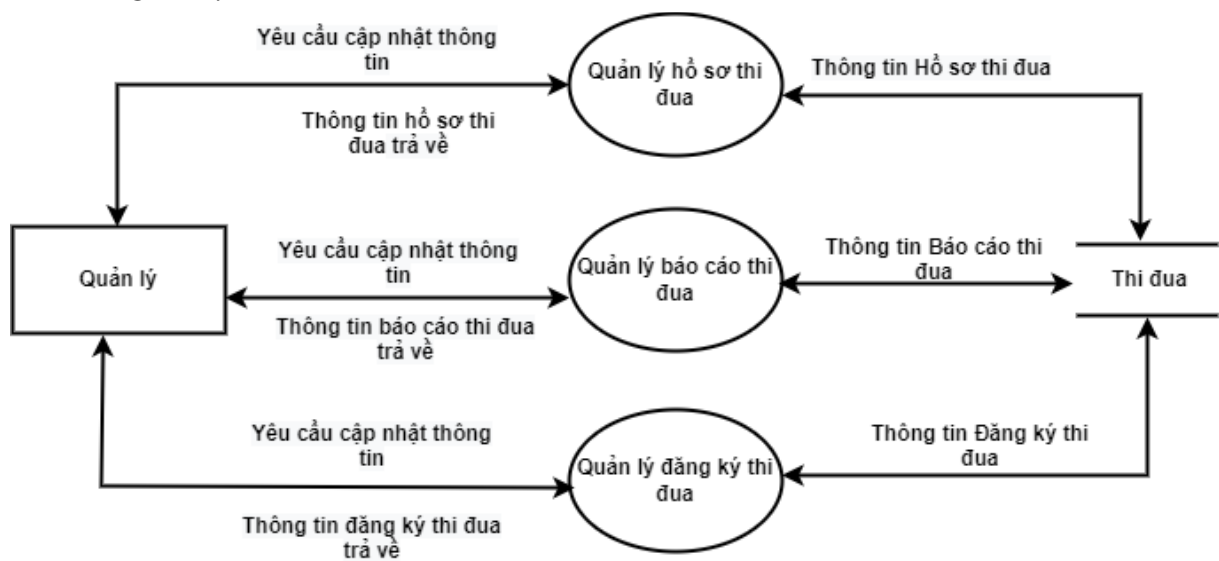 Yêu cầu cập nhật thông
tin
Quản lý hồ sơ thi
đua
Thông tin Hồ sơ thi đua
Thông tin hồ sơ thi
đua trả về
Quản lý
Yêu cầu cập nhật thông
tin
Quản lý báo cáo thi
đua
Thông tin Báo cáo thi
đua
Thi đua
Thông tin báo cáo thi đua
trả về
Yêu cầu cập nhật thông
tin
Quản lý đăng ký thi
đua
Thông tin Đăng ký thi
đua
Thông tin đăng ký thi đua
trả về